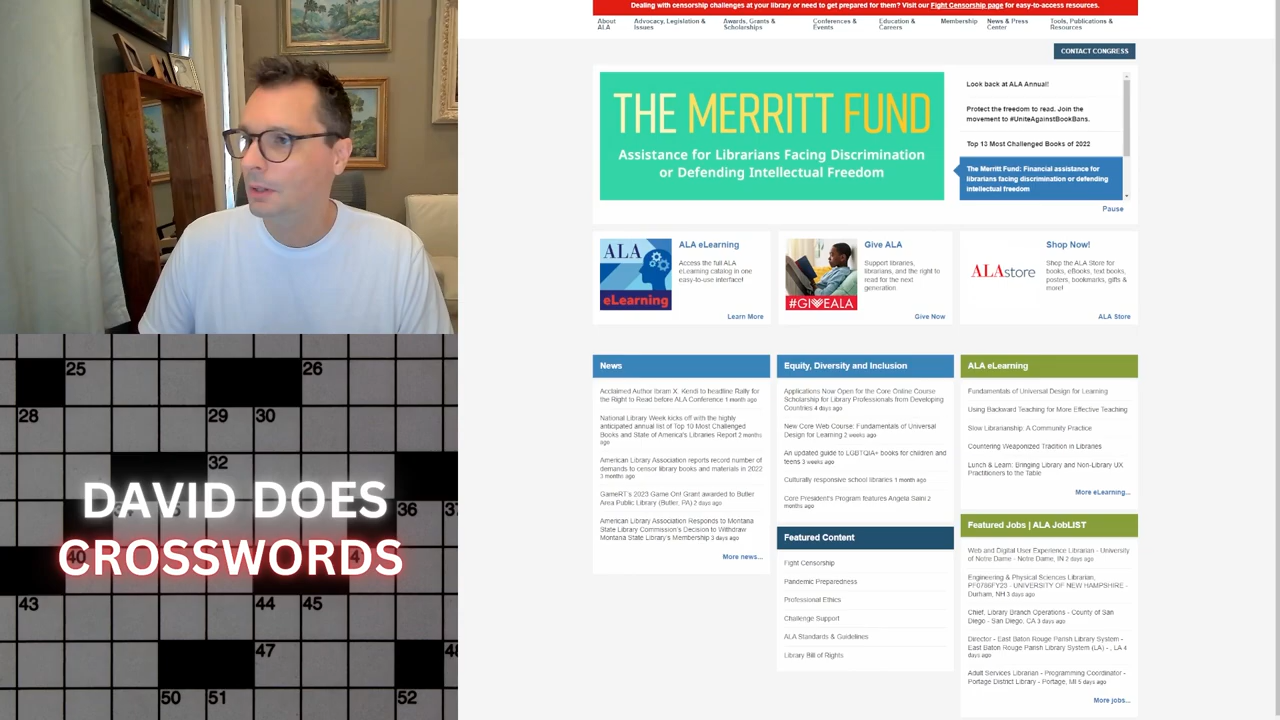 Dealing with censorship challenges at your library or need to get prepared for them? Visit our Fight Censorship page for easy-to-access resources.
About ALA
Advocacy, Legislation & Issues
Awards, Grants & Scholarships
Conferences & Events
Education & Careers
Membership
News & Press Center
Tools, Publications & Resources
CONTACT CONGRESS
THE MERRITT FUND
Assistance for Librarians Facing Discrimination
or Defending Intellectual Freedom
Look back at ALA Annual!
Protect the freedom to read. Join the
movement to #UniteAgainstBookBans.
Top 13 Most Challenged Books of 2022
The Merritt Fund: Financial assistance for
librarians facing discrimination or defending
intellectual freedom
Pause
ALA
eLearning
ALA eLearning
Access the full ALA
eLearning catalog in one
easy-to-use interface!
Learn More
#GIVEALA
Give ALA
Support libraries,
librarians, and the right to
read for the next
generation
Give Now
ALAstore
Shop Now!
Shop the ALA Store for
books, eBooks, text books,
posters, bookmarks, gifts &
more!
ALA Store
News
Acclaimed Author Ibram X. Kendi to headline Rally for
the Right to Read before ALA Conference 1 month ago
National Library Week kicks off with the highly
anticipated annual list of Top 10 Most Challenged
Books and State of America's Libraries Report 2 months
ago
American Library Association reports record number of
demands to censor library books and materials in 2022
3 months ago
GameRT's 2023 Game On! Grant awarded to Butler
Area Public Library (Butler, PA) 2 days ago
American Library Association Responds to Montana
State Library Commission's Decision to Withdraw
Montana State Library's Membership 3 days ago
More news...
Equity, Diversity and Inclusion
Applications Now Open for the Core Online Course
Scholarship for Library Professionals from Developing
Countries 4 days ago
New Core Web Course: Fundamentals of Universal
Design for Learning 2 weeks ago
An updated guide to LGBTQIA+ books for children and
teens 3 weeks ago
Culturally responsive school libraries 1 month ago
Core President's Program features Angela Saini 2
months ago
Featured Content
Fight Censorship
Pandemic Preparedness
Professional Ethics
Challenge Support
ALA Standards & Guidelines
Library Bill of Rights
ALA eLearning
Fundamentals of Universal Design for Learning
Using Backward Teaching for More Effective Teaching
Slow Librarianship: A Community Practice
Countering Weaponized Tradition in Libraries
Lunch & Learn: Bringing Library and Non-Library UX
Practitioners to the Table
More eLearning...
Featured Jobs | ALA JobLIST
Web and Digital User Experience Librarian - University
of Notre Dame - Notre Dame, IN 2 days ago
Engineering & Physical Sciences Librarian,
PF0786FY23 - UNIVERSITY OF NEW HAMPSHIRE -
Durham, NH 3 days ago
Chief, Library Branch Operations - County of San
Diego - San Diego, CA 3 days ago
Director - East Baton Rouge Parish Library System -
East Baton Rouge Parish Library System (LA) - , LA 4
days ago
Adult Services Librarian - Programming Coordinator -
Portage District Library - Portage, MI 5 days ago
More jobs...
25 26
28 29 30
32
DAVID DOES
36
CROSSWORDS
40
43 44 45
47
50 51 52